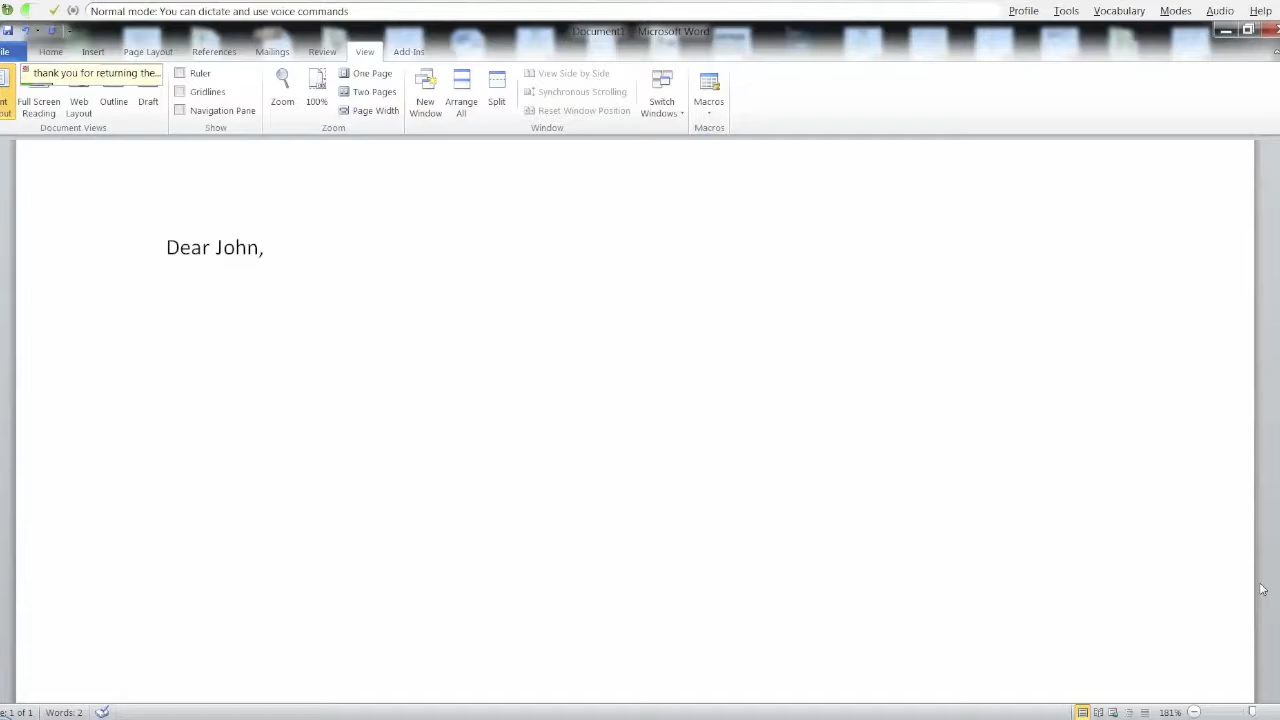 Normal mode: You can dictate and use voice commands
Profile Tools Vocabulary Modes Audio Help
Document1 - Microsoft Word
ile Home Insert Page Layout References Mailings Review View Add-Ins
thank you for returning the...
nt
out
Full Screen
Reading
Web
Layout
Outline
Draft
Document Views
Ruler
Gridlines
Navigation Pane
Show
Zoom
100%
One Page
Two Pages
Page Width
Zoom
New
Window
Arrange
All
Split
View Side by Side
Synchronous Scrolling
Reset Window Position
Window
Switch
Windows
Macros
Macros
Dear John,
e: 1 of 1 Words: 2
181%